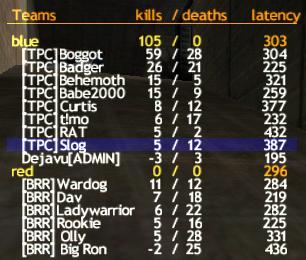 Teams kills / deaths latency
blue 105 / 0 303
[TPC]Boggot 59 / 28 304
[TPC]Badger 26 / 21 225
[TPC]Behemoth 15 / 5 321
[TPC]Babe2000 15 / 9 259
[TPC]Curtis 8 / 12 377
[TPC]t!mo 6 / 17 232
[TPC]RAT 5 / 2 432
[TPC]Slog 5 / 12 387
Dejavu[ADMIN] -3 / 3 195
red 0 / 0 296
[BRR]Wardog 11 / 12 284
[BRR]Dav 7 / 18 219
[BRR]Ladywarrior 6 / 22 282
[BRR]Rookie 5 / 16 225
[BRR] Olly 5 / 28 331
[BRR] Big Ron -2 / 25 436